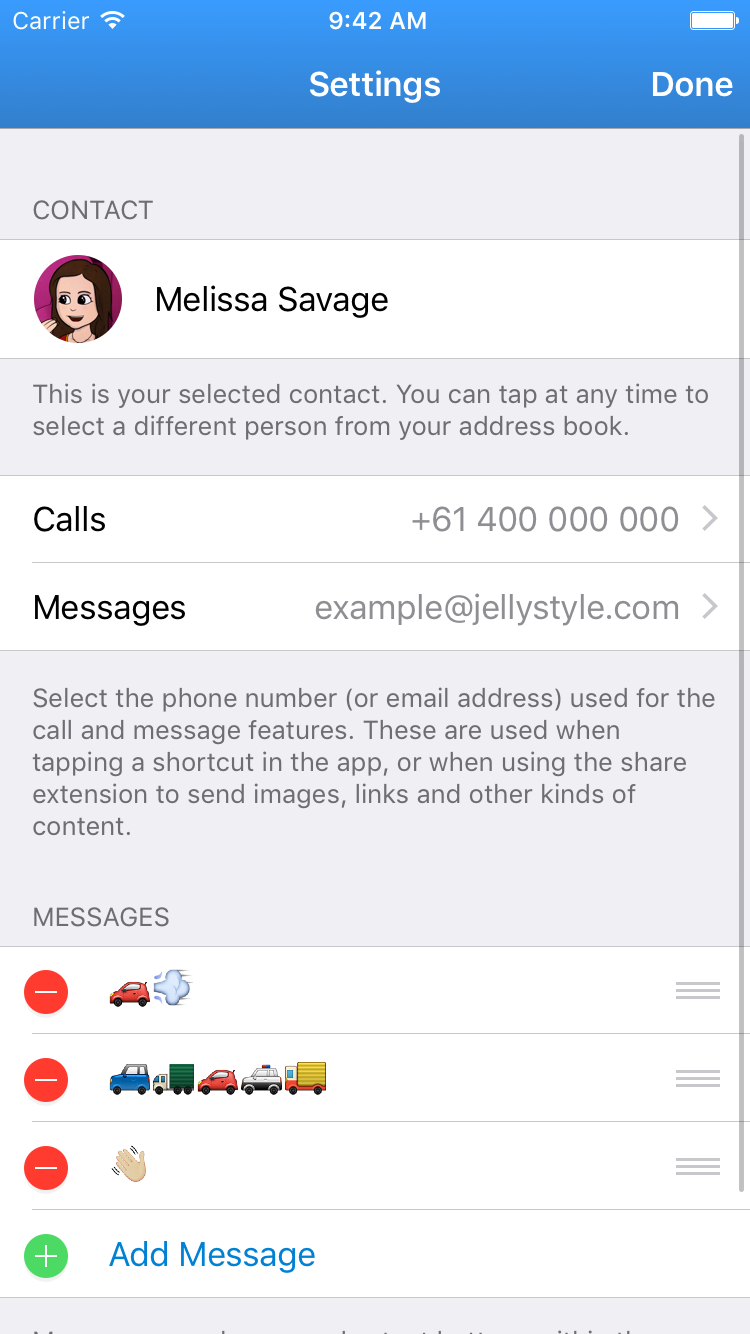 Carrier 9:42 AM
Settings Done
CONTACT
Melissa Savage
This is your selected contact. You can tap at any time to
select a different person from your address book.
Calls +61 400 000 000
Messages example@jellystyle.com
Select the phone number (or email address) used for the
call and message features. These are used when
tapping a shortcut in the app, or when using the share
extension to send images, links and other kinds of
content.
MESSAGES
🚗💨
🚙🚛🚗🚓🚚
👋🏼
Add Message